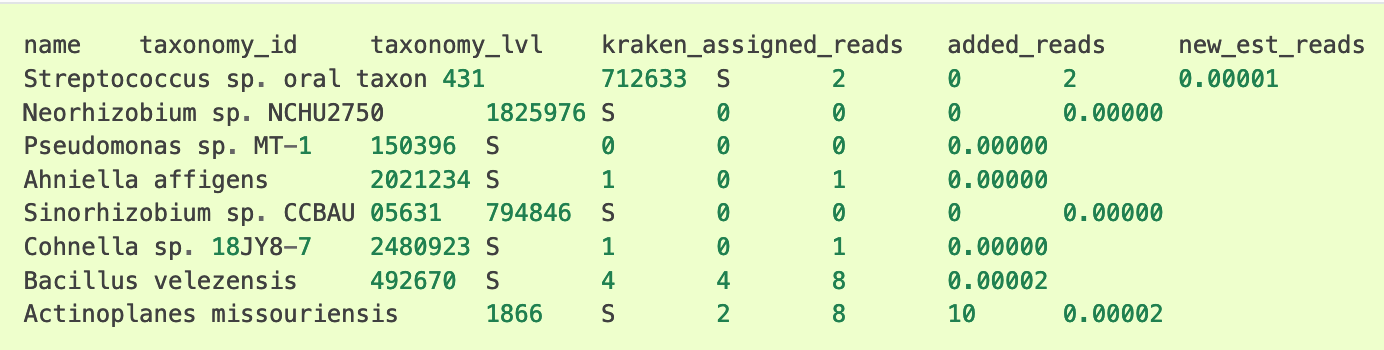 name taxonomy_id taxonomy_lvl kraken_assigned_reads added_reads new_est_reads
Streptococcus sp. oral taxon 431 712633 S 2 0 2 0.00001
Neorhizobium sp. NCHU2750 1825976 S 0 0 0 0.00000
Pseudomonas sp. MT-1 150396 S 0 0 0 0.00000
Ahniella affigens 2021234 S 1 0 1 0.00000
Sinorhizobium sp. CCBAU 05631 794846 S 0 0 0 0.00000
Cohnella sp. 18JY8-7 2480923 S 1 0 1 0.00000
Bacillus velezensis 492670 S 4 4 8 0.00002
Actinoplanes missouriensis 1866 S 2 8 10 0.00002